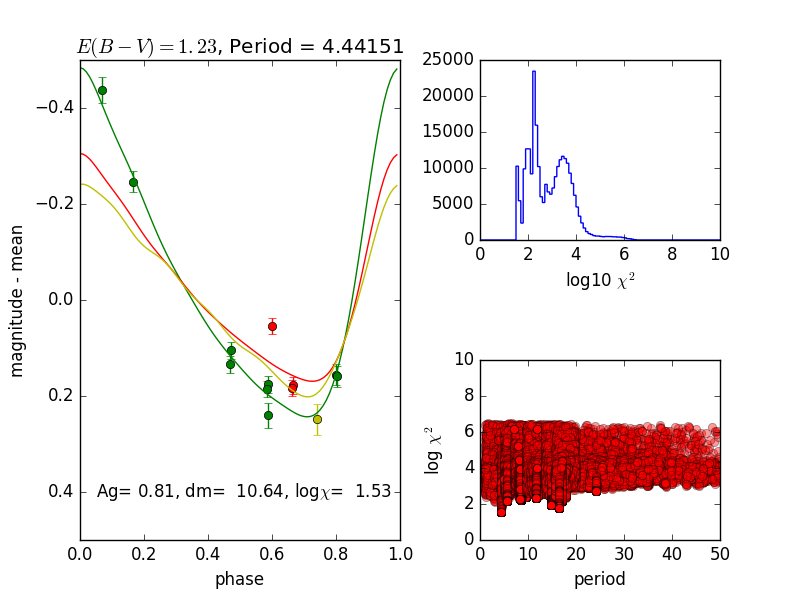 E(B − V) = 1.23, Period = 4.44151
−0.4
−0.2
0.0
0.2
0.4
magnitude - mean
Ag= 0.81, dm= 10.64, logχ= 1.53
0.0 0.2 0.4 0.6 0.8 1.0
phase
25000
20000
15000
10000
5000
0
0 2 4 6 8 10
log10 χ²
10
8
6
4
2
0
log χ²
0 10 20 30 40 50
period